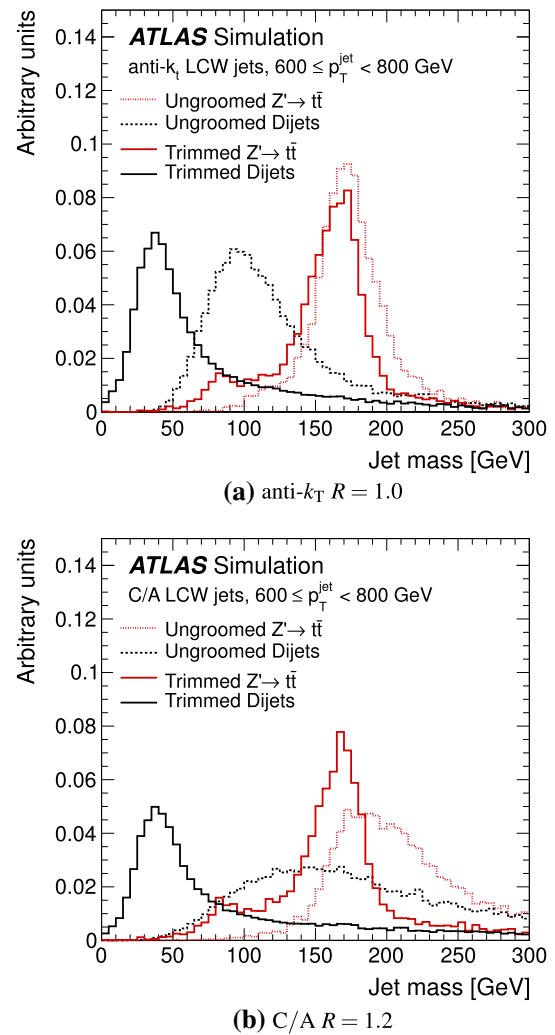 Arbitrary units
0.14
0.12
0.1
0.08
0.06
0.04
0.02
0
ATLAS Simulation
anti-kt LCW jets, 600 ≤ pTjet < 800 GeV
Ungroomed Z'→ tt̄
Ungroomed Dijets
Trimmed Z'→ tt̄
Trimmed Dijets
0 50 100 150 200 250 300
Jet mass [GeV]
(a) anti-kT R = 1.0
Arbitrary units
0.14
0.12
0.1
0.08
0.06
0.04
0.02
0
ATLAS Simulation
C/A LCW jets, 600 ≤ pTjet < 800 GeV
Ungroomed Z'→ tt̄
Ungroomed Dijets
Trimmed Z'→ tt̄
Trimmed Dijets
0 50 100 150 200 250 300
Jet mass [GeV]
(b) C/A R = 1.2